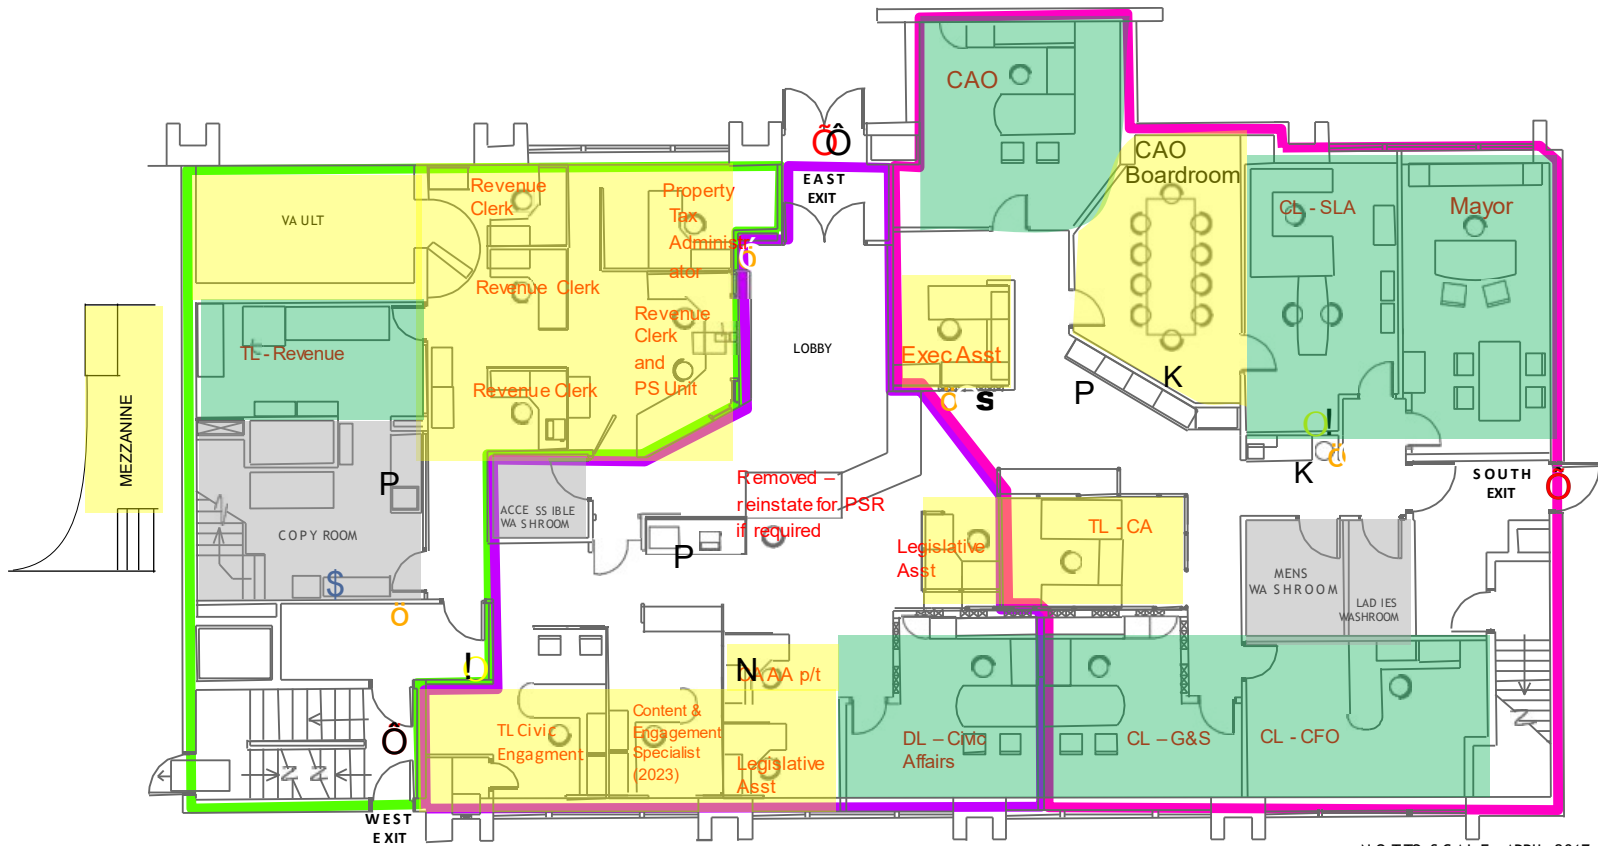 CAO
Õ Ô
EAST
EXIT
CAO
Boardroom
VAULT
Revenue
Clerk
Property
Tax
Administr
ator
CL - SLA
Mayor
ö
Revenue Clerk
Revenue
Clerk
and
PS Unit
TL - Revenue
LOBBY
Exec Asst
Revenue Clerk
P
K
s
MEZZANINE
P
K
ACCESSIBLE
WASHROOM
COPY ROOM
Removed –
reinstate for PSR
if required
P
SOUTH
EXIT
Õ
Legislative
Asst
TL - CA
$
ö
MENS
WASHROOM
LADIES
WASHROOM
!
N
AA p/t
TL Civic
Engagment
Content &
Engagement
Specialist
(2023)
Legislative
Asst
DL – Civic
Affairs
CL – G&S
CL - CFO
Ô
WEST
EXIT